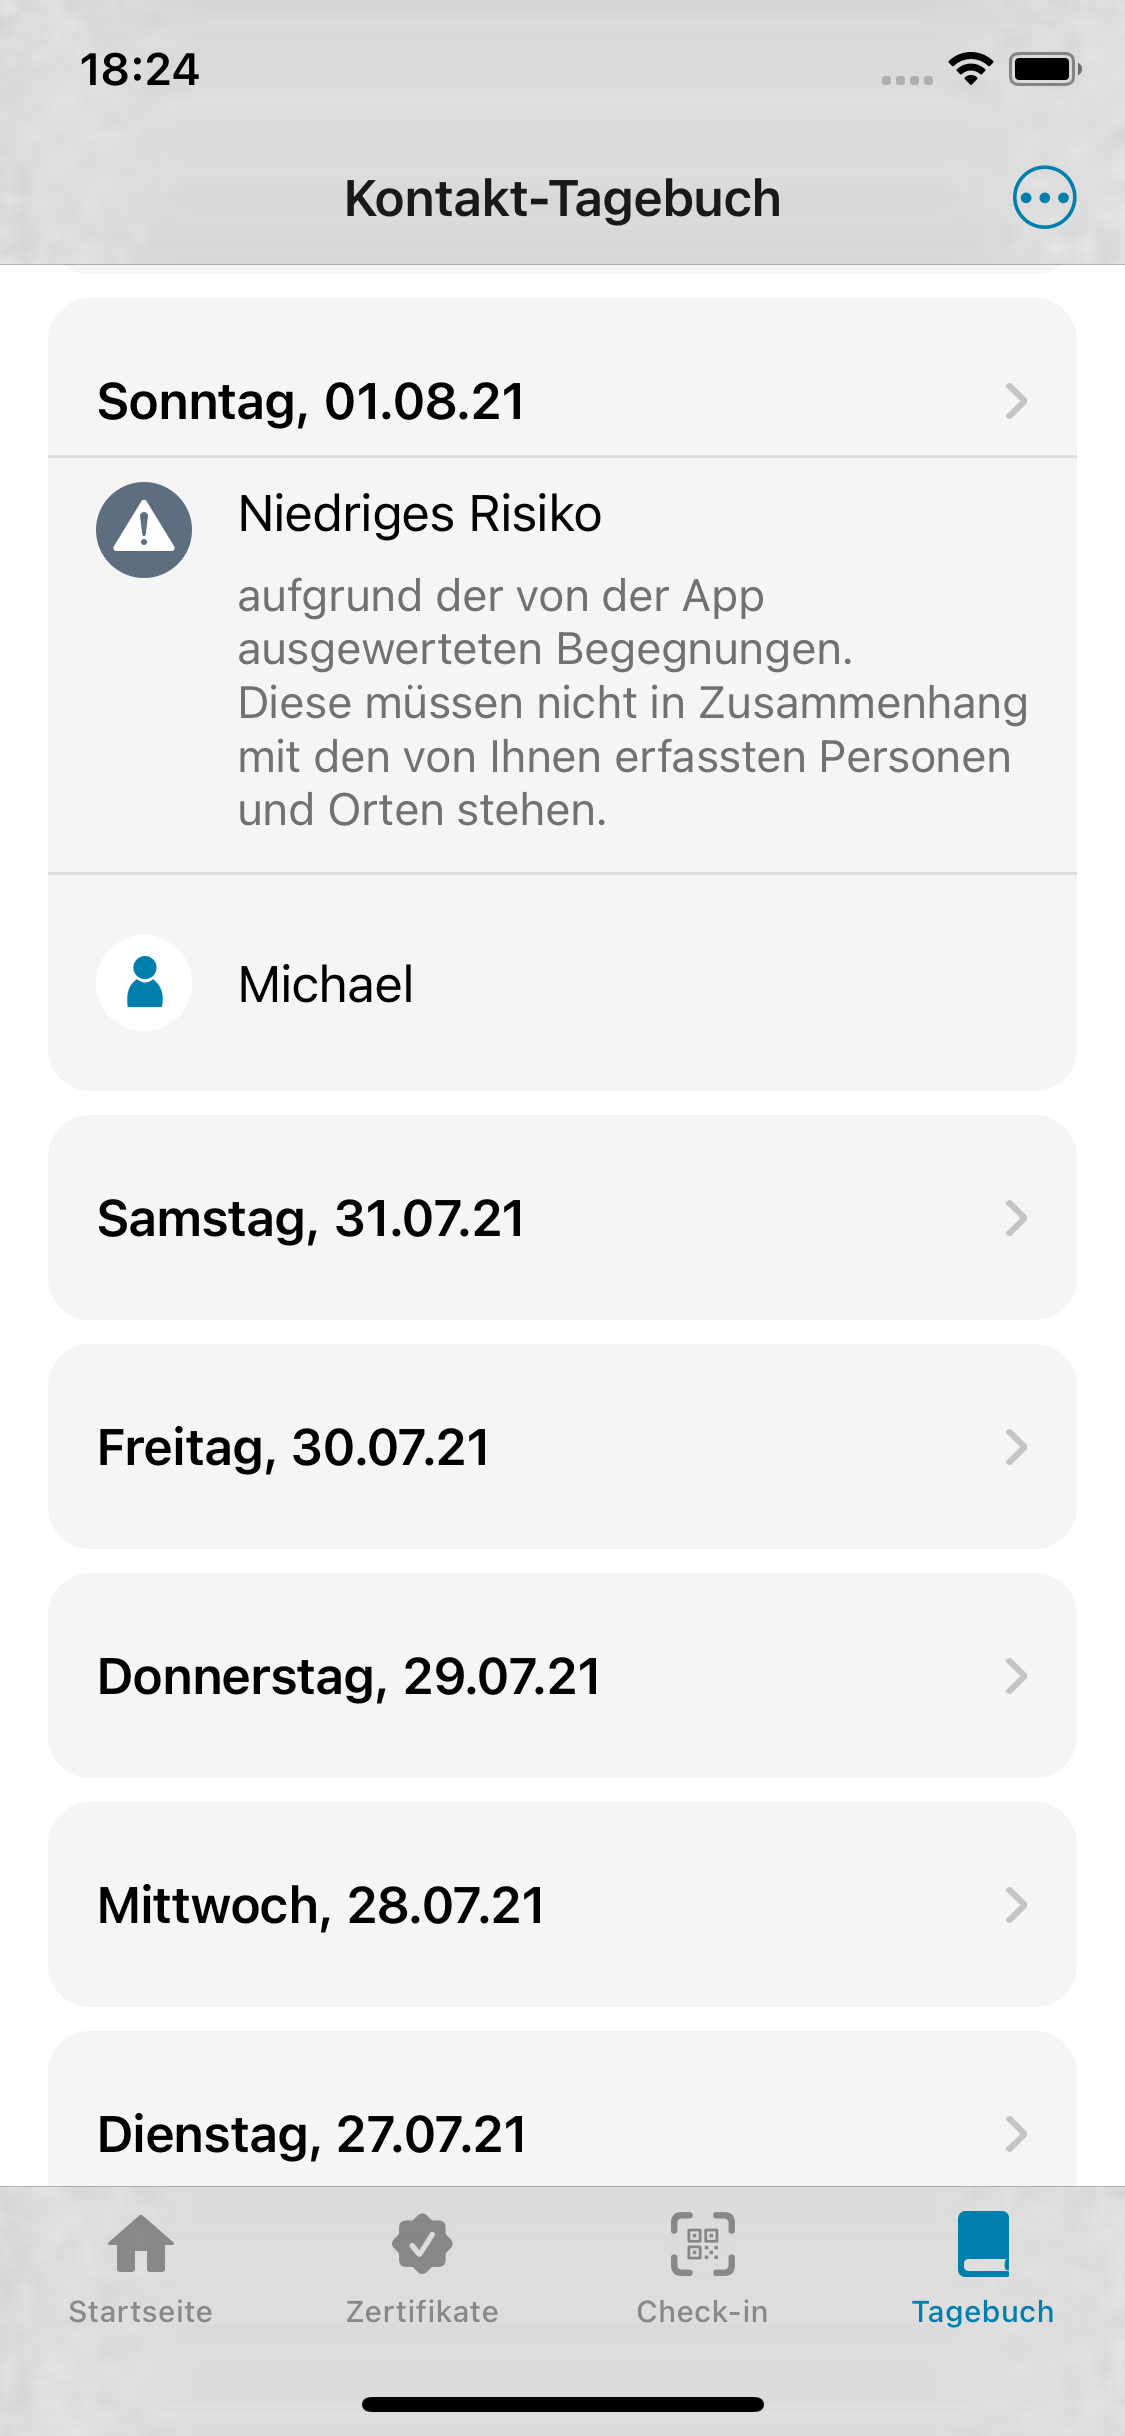 18:24
Kontakt-Tagebuch
Sonntag, 01.08.21
Niedriges Risiko
aufgrund der von der App
ausgewerteten Begegnungen.
Diese müssen nicht in Zusammenhang
mit den von Ihnen erfassten Personen
und Orten stehen.
Michael
Samstag, 31.07.21
Freitag, 30.07.21
Donnerstag, 29.07.21
Mittwoch, 28.07.21
Dienstag, 27.07.21
Startseite
Zertifikate
Check-in
Tagebuch